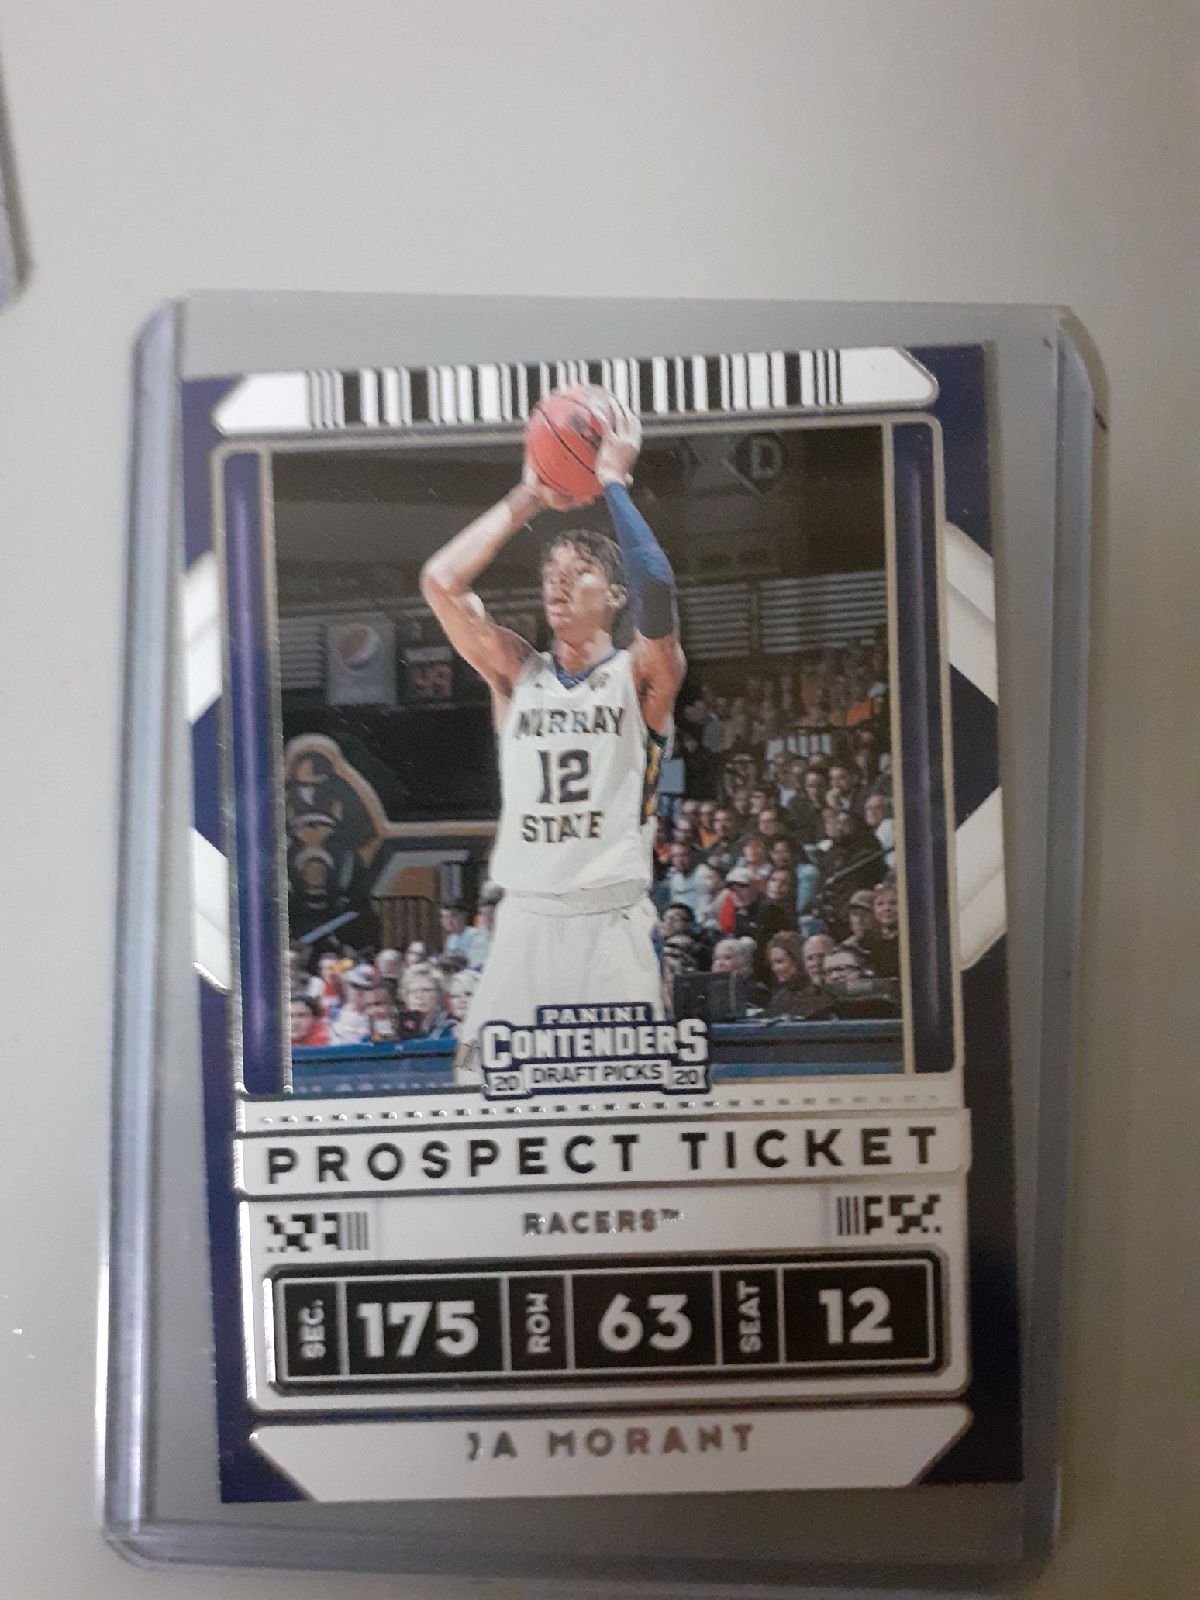 D
49
MURRAY
12
STATE
PANINI
CONTENDERS
20 DRAFT PICKS 20
PROSPECT TICKET
RACERS™
SEC. 175 ROW 63 SEAT 12
JA MORANT